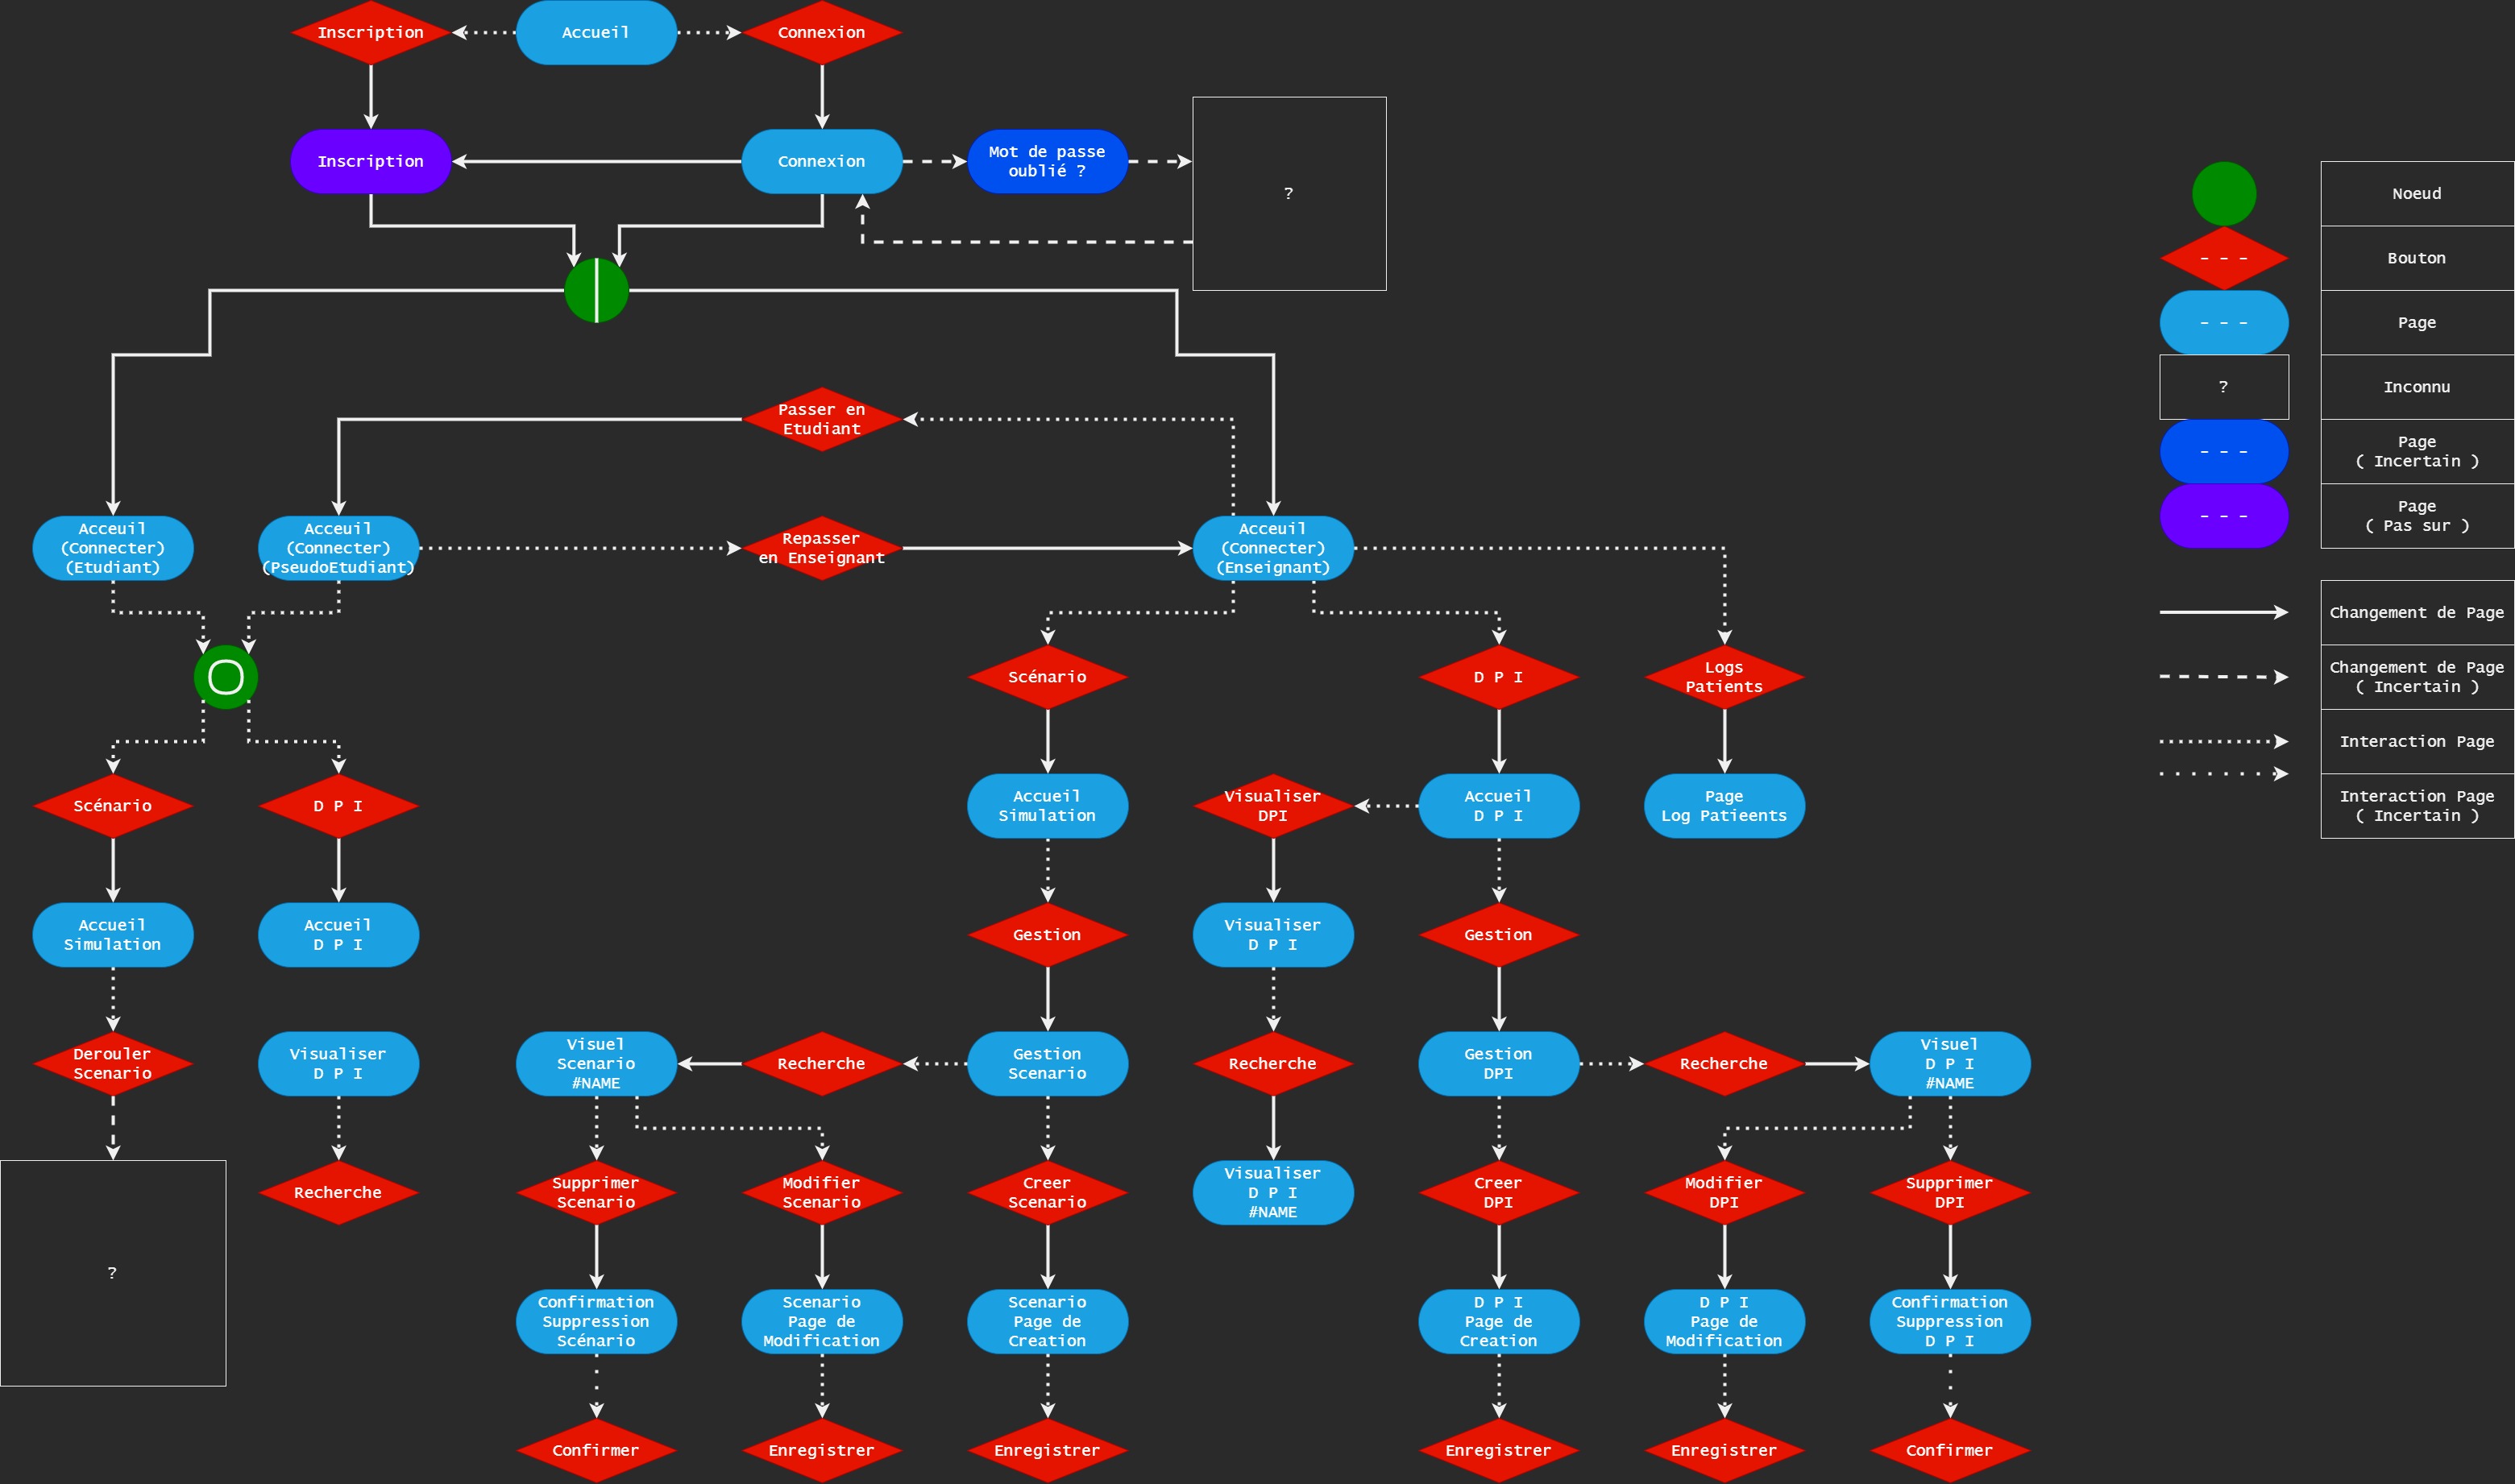 Inscription
Accueil
Connexion
Inscription
Connexion
Mot de passe
oublié ?
?
Passer en
Etudiant
Acceuil
(Connecter)
(Etudiant)
Acceuil
(Connecter)
(PseudoEtudiant)
Repasser
en Enseignant
Acceuil
(Connecter)
(Enseignant)
Scénario
D P I
Logs
Patients
Scénario
D P I
Accueil
Simulation
Visualiser
DPI
Accueil
D P I
Page
Log Patieents
Accueil
Simulation
Accueil
D P I
Gestion
Visualiser
D P I
Gestion
Derouler
Scenario
Visualiser
D P I
Visuel
Scenario
#NAME
Recherche
Gestion
Scenario
Recherche
Gestion
DPI
Recherche
Visuel
D P I
#NAME
?
Recherche
Supprimer
Scenario
Modifier
Scenario
Creer
Scenario
Visualiser
D P I
#NAME
Creer
DPI
Modifier
DPI
Supprimer
DPI
Confirmation
Suppression
Scénario
Scenario
Page de
Modification
Scenario
Page de
Creation
D P I
Page de
Creation
D P I
Page de
Modification
Confirmation
Suppression
D P I
Confirmer
Enregistrer
Enregistrer
Enregistrer
Enregistrer
Confirmer
Noeud
- - -
Bouton
- - -
Page
?
Inconnu
- - -
Page
( Incertain )
- - -
Page
( Pas sur )
Changement de Page
Changement de Page
( Incertain )
Interaction Page
Interaction Page
( Incertain )